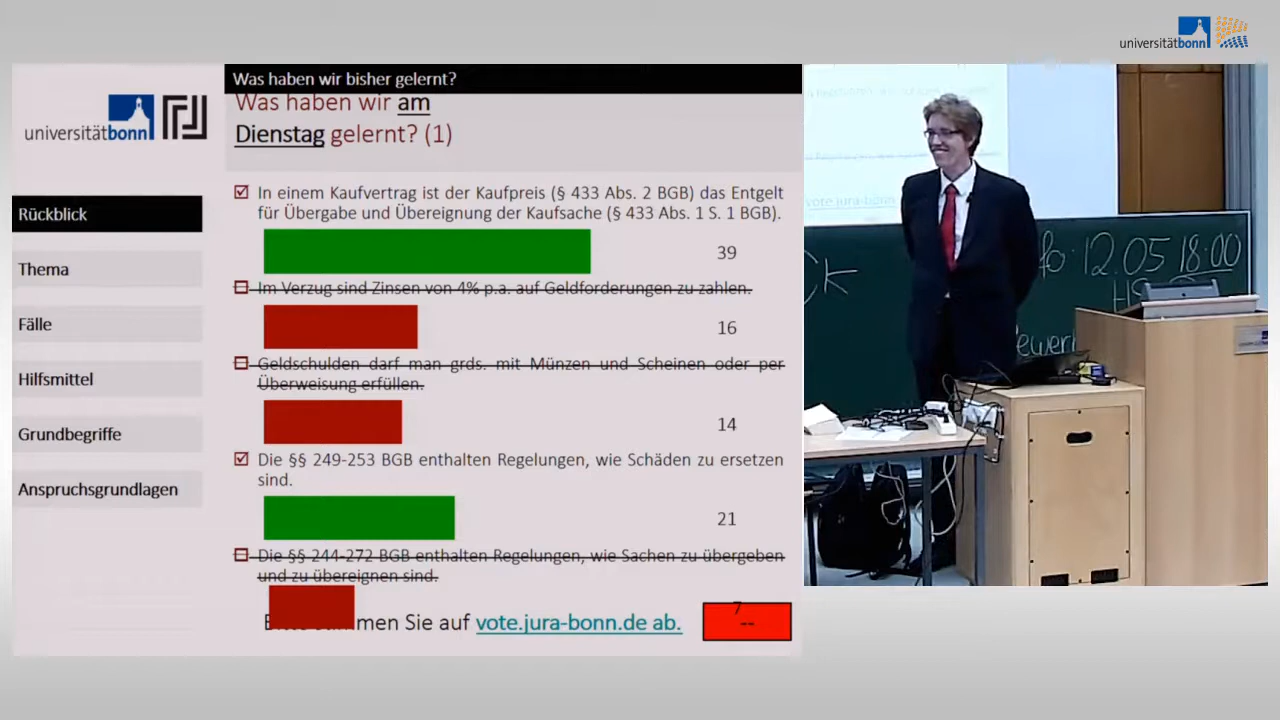 universitätbonn
Was haben wir bisher gelernt?
Was haben wir am
Dienstag gelernt? (1)
universitätbonn
Rückblick
Thema
Fälle
Hilfsmittel
Grundbegriffe
Anspruchsgrundlagen
In einem Kaufvertrag ist der Kaufpreis (§ 433 Abs. 2 BGB) das Entgelt
für Übergabe und Übereignung der Kaufsache (§ 433 Abs. 1 S. 1 BGB).
39
Im Verzug sind Zinsen von 4% p.a. auf Geldforderungen zu zahlen.
16
Geldschulden darf man grds. mit Münzen und Scheinen oder per
Überweisung erfüllen.
14
Die §§ 249-253 BGB enthalten Regelungen, wie Schäden zu ersetzen
sind.
21
Die §§ 244-272 BGB enthalten Regelungen, wie Sachen zu übergeben
und zu übereignen sind.
7
men Sie auf vote.jura-bonn.de ab.
--
vote.jura-bonn
12.05 18:00